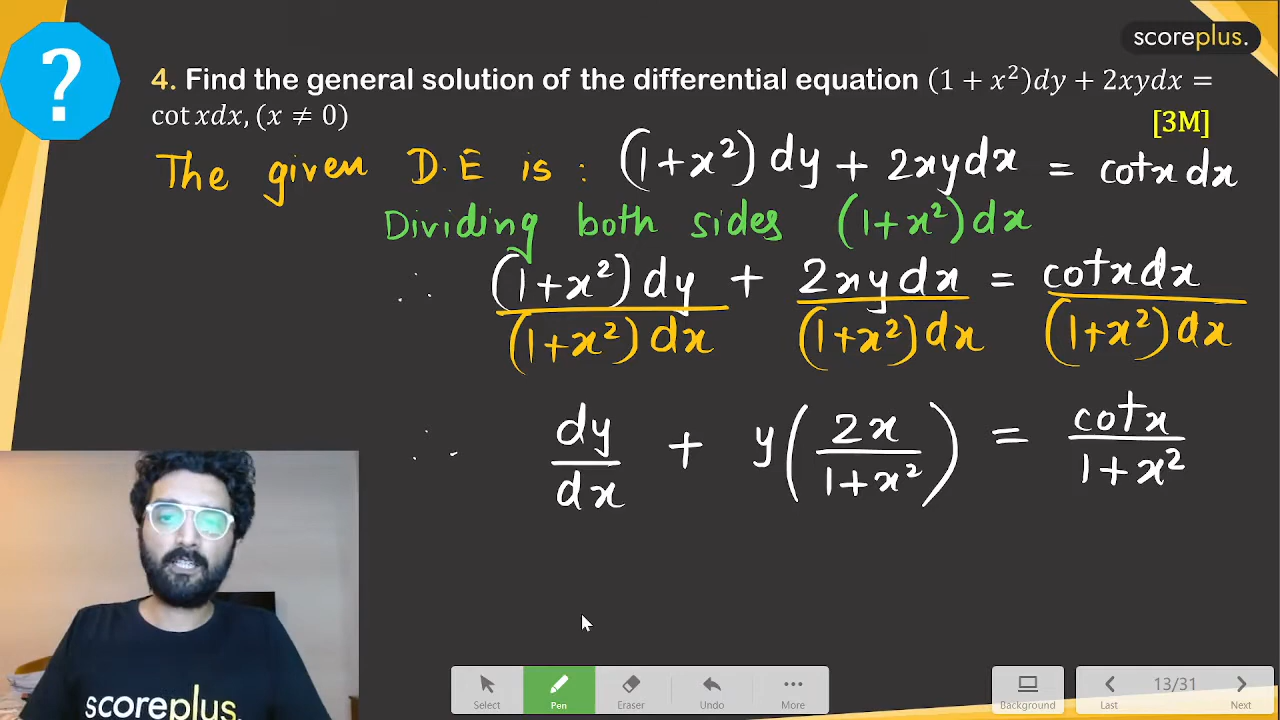 ?
scoreplus.
4. Find the general solution of the differential equation (1 + x²)dy + 2xydx =
cot xdx, (x ≠ 0)
[3M]
The given D.E is : (1+x²) dy + 2xydx = cotx dx
Dividing both sides (1+x²) dx
∴ (1+x²) dy / (1+x²) dx + 2xy dx / (1+x²) dx = cotx dx / (1+x²) dx
∴ dy / dx + y (2x / 1+x²) = cotx / 1+x²
scoreplus.
Select
Pen
Eraser
Undo
More
Background
Last
13/31
Next